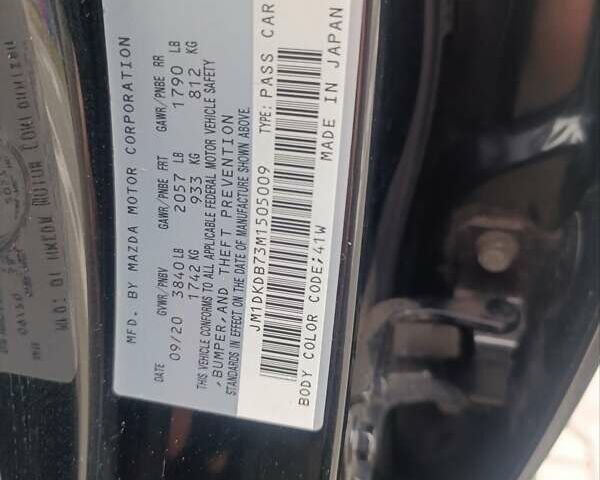 MFD. BY MAZDA MOTOR CORPORATION
DATE GVWR/PNBV GAWR/PNBE FRT GAWR/PNBE RR
09/20 3840 LB 2057 LB 1790 LB
1742 KG 933 KG 812 KG
THIS VEHICLE CONFORMS TO ALL APPLICABLE FEDERAL MOTOR VEHICLE SAFETY
,BUMPER,AND THEFT PREVENTION
STANDARDS IN EFFECT ON THE DATE OF MANUFACTURE SHOWN ABOVE.
JM1DKDB73M1505009 TYPE: PASS CAR
BODY COLOR CODE:41W MADE IN JAPAN